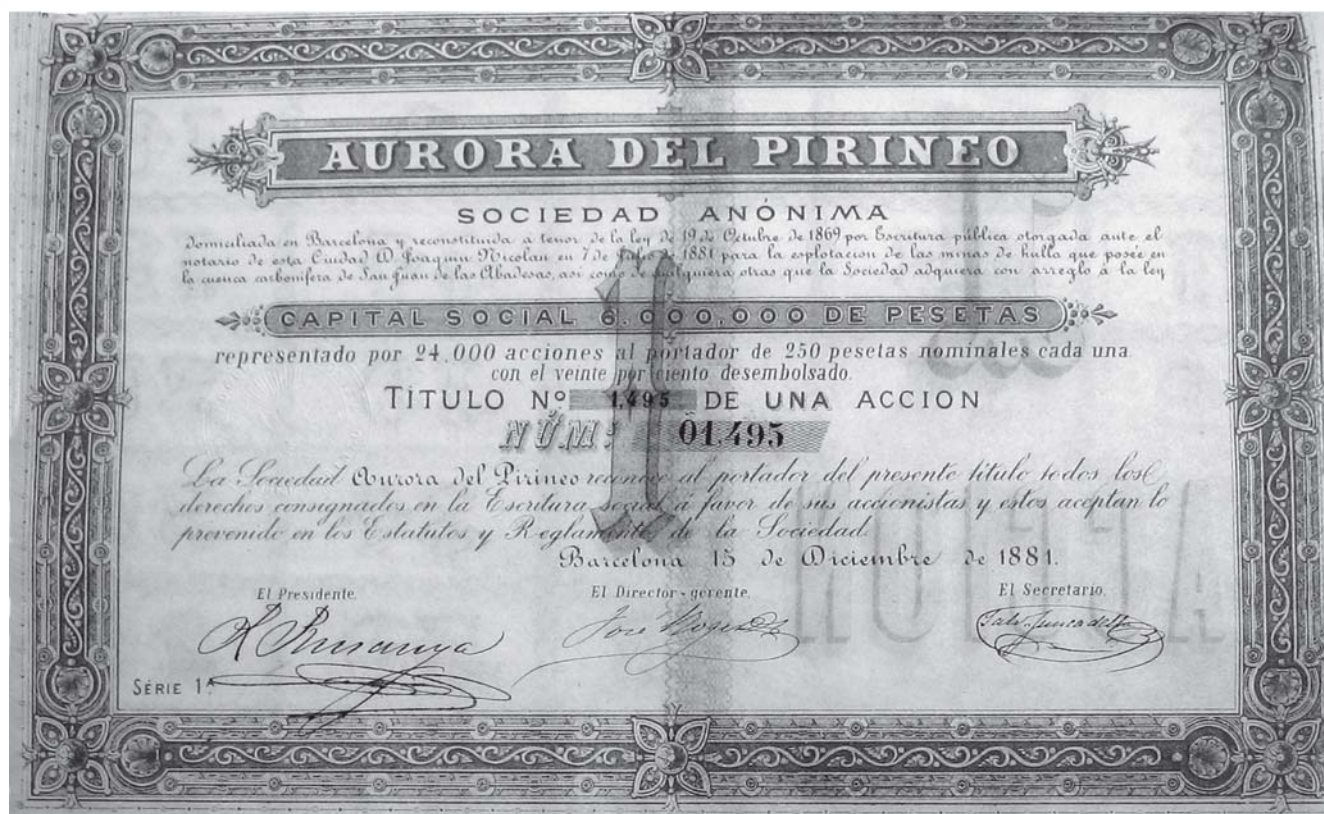 AURORA DEL PIRINEO
SOCIEDAD ANÓNIMA
domiciliada en Barcelona y reconstituida a tenor de la ley de 19 de Octubre de 1869 por Escritura pública otorgada ante el
notario de esta Ciudad D. Joaquin Nicolau en 7 de Julio de 1881 para la esplotacion de las minas de hulla que posée en
la cuenca carbonifera de San Juan de las Abadesas, asi como de cualquiera otras que la Sociedad adquiera con arreglo á la ley
CAPITAL SOCIAL 6.000,000 DE PESETAS
representado por 24.000 acciones al portador de 250 pesetas nominales cada una
con el veinte por ciento desembolsado.
TÍTULO Nº 1,495 DE UNA ACCION
NÚM: 01.495
La Sociedad Aurora del Pirineo reconoce al portador del presente título todos los
derechos consignados en la Escritura social á favor de sus accionistas y estos aceptan lo
prevenido en los Estatutos y Reglamentos de la Sociedad.
Barcelona 15 de Diciembre de 1881.
El Presidente. El Director-gerente. El Secretario.
José
SÉRIE 1ª